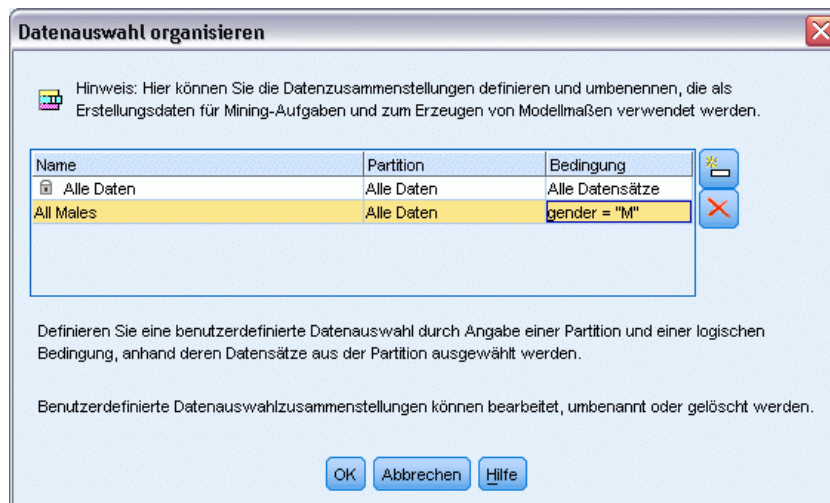 Datenauswahl organisieren
Hinweis: Hier können Sie die Datenzusammenstellungen definieren und umbenennen, die als
Erstellungsdaten für Mining-Aufgaben und zum Erzeugen von Modellmaßen verwendet werden.
Name Partition Bedingung
Alle Daten Alle Daten Alle Datensätze
All Males Alle Daten gender = "M"
Definieren Sie eine benutzerdefinierte Datenauswahl durch Angabe einer Partition und einer logischen
Bedingung, anhand deren Datensätze aus der Partition ausgewählt werden.
Benutzerdefinierte Datenauswahlzusammenstellungen können bearbeitet, umbenannt oder gelöscht werden.
OK Abbrechen Hilfe